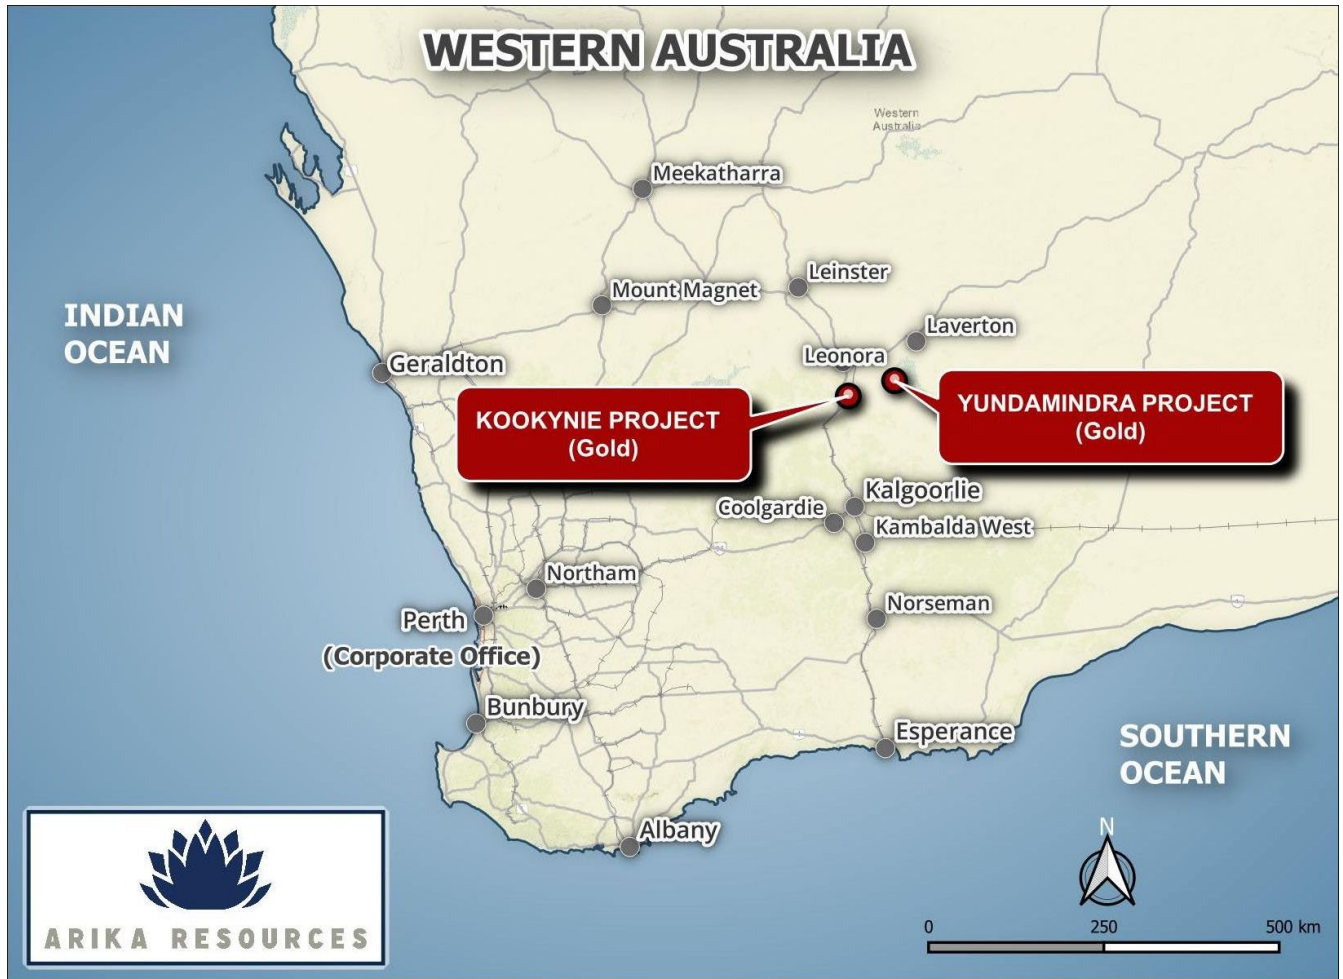 WESTERN AUSTRALIA
Western
Australia
Meekatharra
Leinster
Mount Magnet
INDIAN
OCEAN
Laverton
Leonora
Geraldton
KOOKYNIE PROJECT
(Gold)
YUNDAMINDRA PROJECT
(Gold)
Kalgoorlie
Coolgardie
Kambalda West
Northam
Norseman
Perth
(Corporate Office)
Bunbury
Esperance
SOUTHERN
OCEAN
Albany
N
0 250 500 km
ARIKA RESOURCES